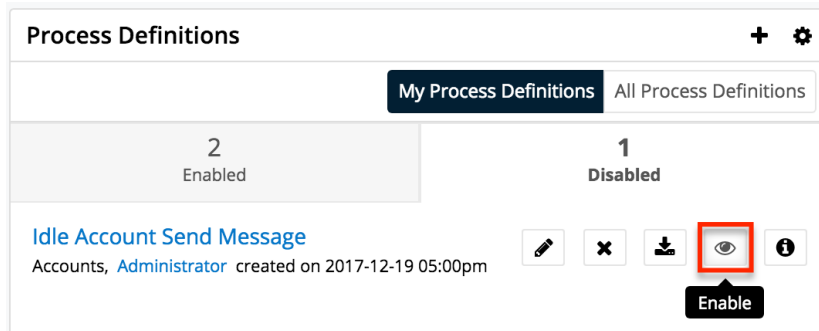 Process Definitions
My Process Definitions All Process Definitions
2 1
Enabled Disabled
Idle Account Send Message
Accounts, Administrator created on 2017-12-19 05:00pm
Enable